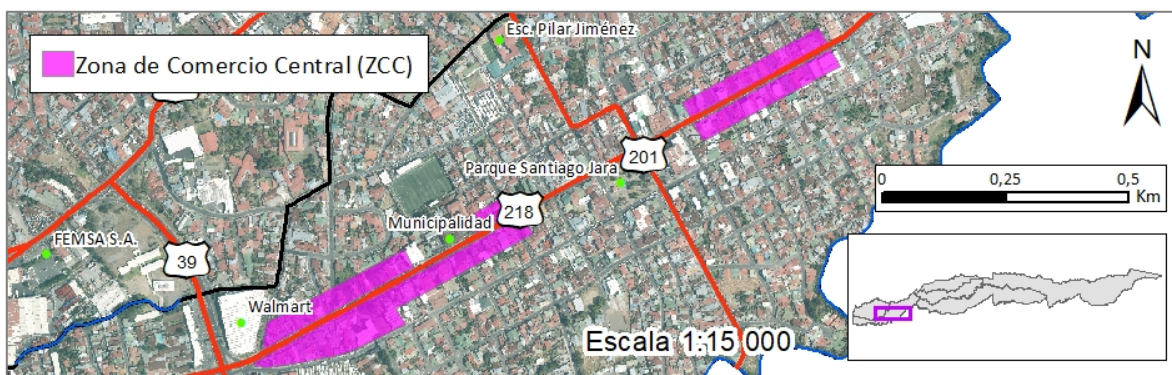 Esc. Pilar Jiménez
Zona de Comercio Central (ZCC)
N
201
Parque Santiago Jara
0 0,25 0,5
Km
218
Municipalidad
FEMSA S.A.
39
Walmart
Escala 1:15 000